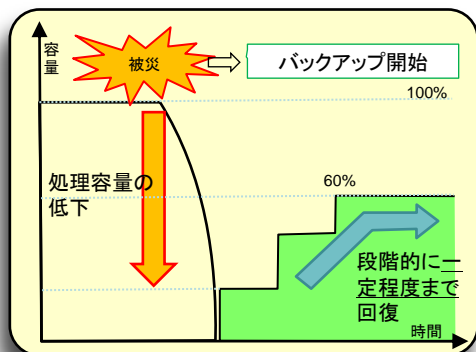 容
量
被災
バックアップ開始
100%
処理容量の
低下
60%
段階的に一
定程度まで
回復
時間